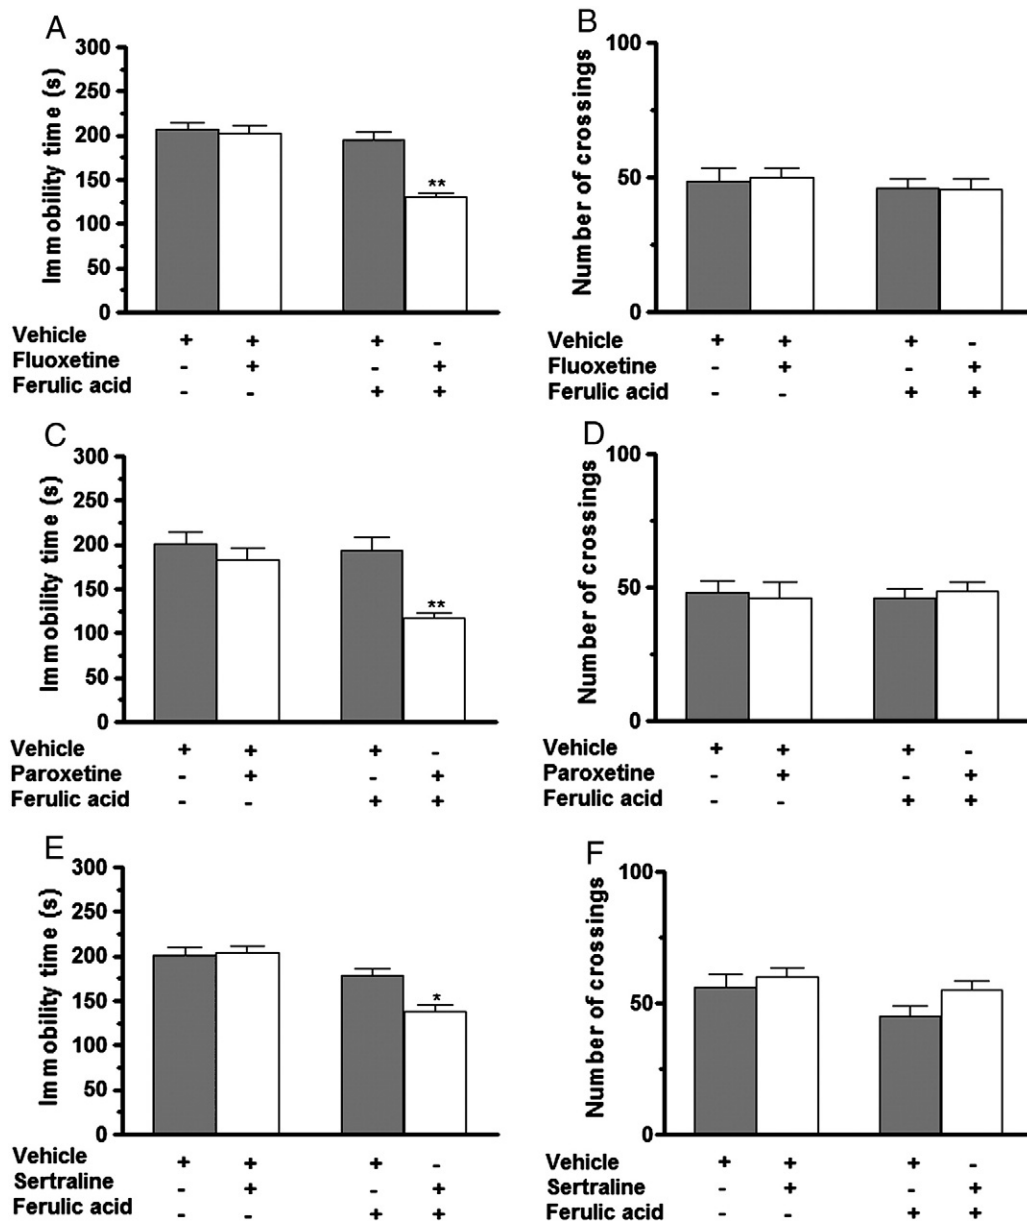 A
Immobility time (s)
300
250
200
150
100
50
0
**
Vehicle + + + -
Fluoxetine - + - +
Ferulic acid - - + +
B
Number of crossings
100
50
0
Vehicle + + + -
Fluoxetine - + - +
Ferulic acid - - + +
C
Immobility time (s)
300
250
200
150
100
50
0
**
Vehicle + + + -
Paroxetine - + - +
Ferulic acid - - + +
D
Number of crossings
100
50
0
Vehicle + + + -
Paroxetine - + - +
Ferulic acid - - + +
E
Immobility time (s)
300
250
200
150
100
50
0
*
Vehicle + + + -
Sertraline - + - +
Ferulic acid - - + +
F
Number of crossings
100
50
0
Vehicle + + + -
Sertraline - + - +
Ferulic acid - - + +